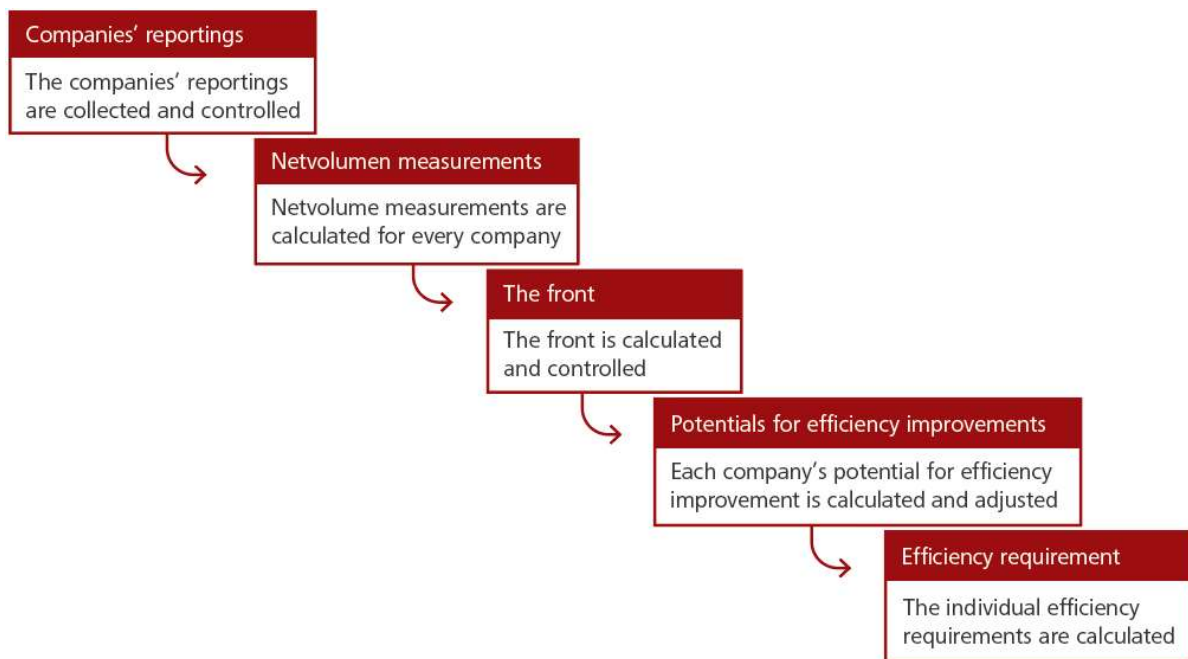 Companies’ reportings
The companies’ reportings
are collected and controlled
Netvolumen measurements
Netvolume measurements are
calculated for every company
The front
The front is calculated
and controlled
Potentials for efficiency improvements
Each company’s potential for efficiency
improvement is calculated and adjusted
Efficiency requirement
The individual efficiency
requirements are calculated